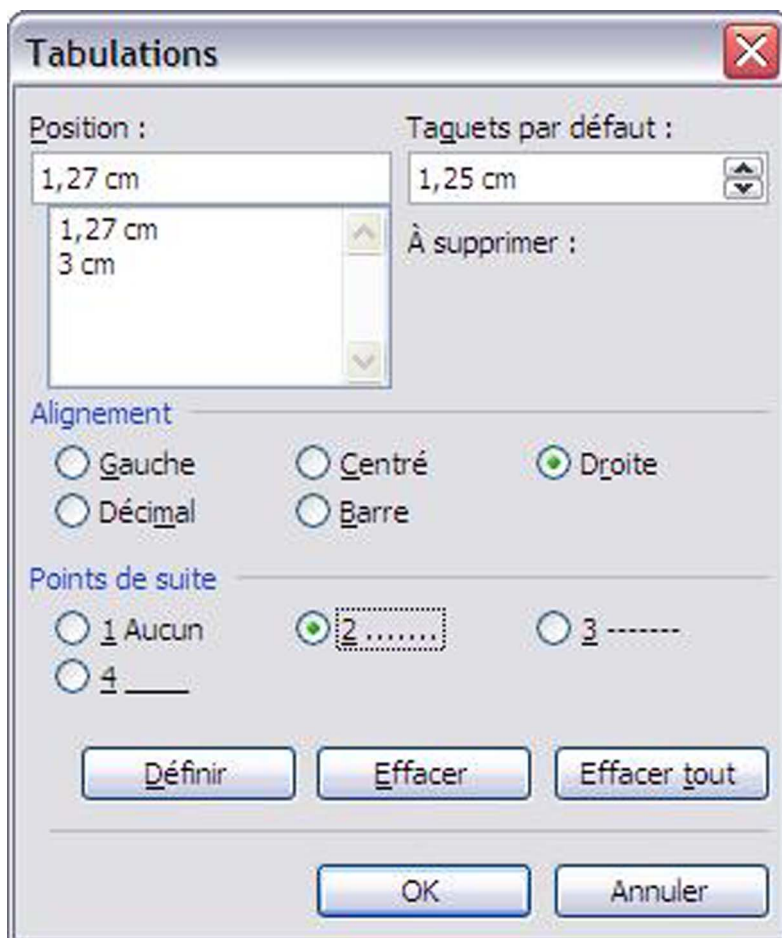 Tabulations
Position :
Taquets par défaut :
1,27 cm
1,25 cm
1,27 cm
3 cm
À supprimer :
Alignement
Gauche
Centré
Droite
Décimal
Barre
Points de suite
1 Aucun
2 .......
3 -------
4 ____
Définir
Effacer
Effacer tout
OK
Annuler